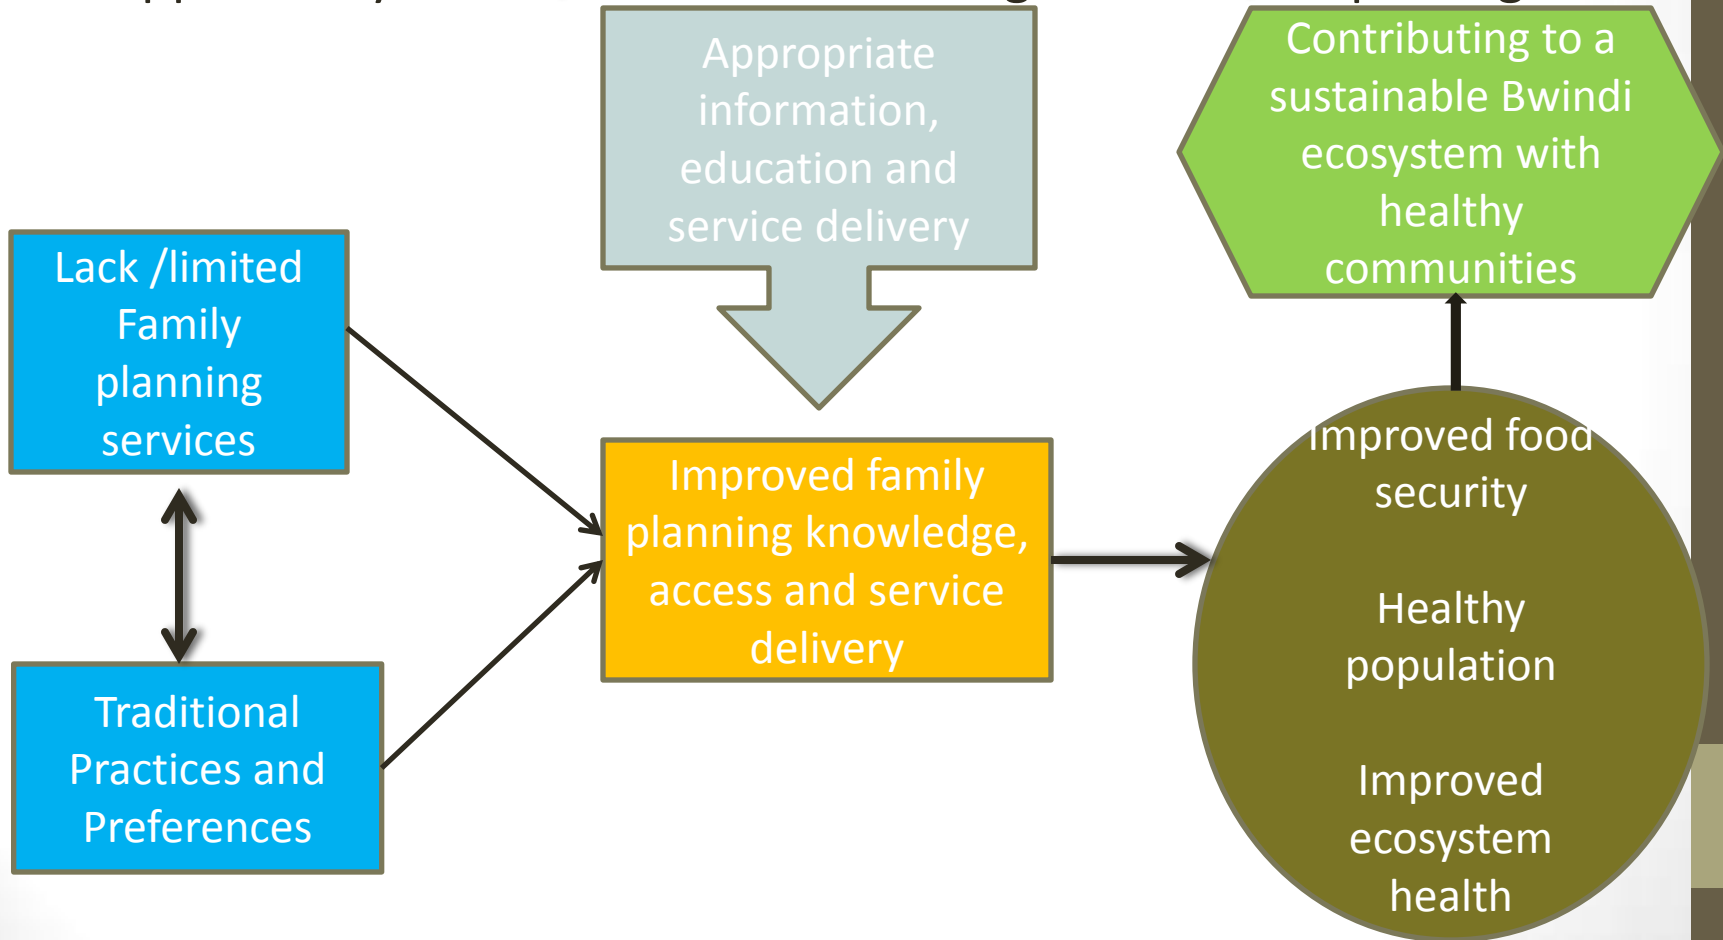 Appropriate
information,
education and
service delivery
Contributing to a
sustainable Bwindi
ecosystem with
healthy
communities
Lack /limited
Family
planning
services
Improved family
planning knowledge,
access and service
delivery
Improved food
security
Healthy
population
Improved
ecosystem
health
Traditional
Practices and
Preferences